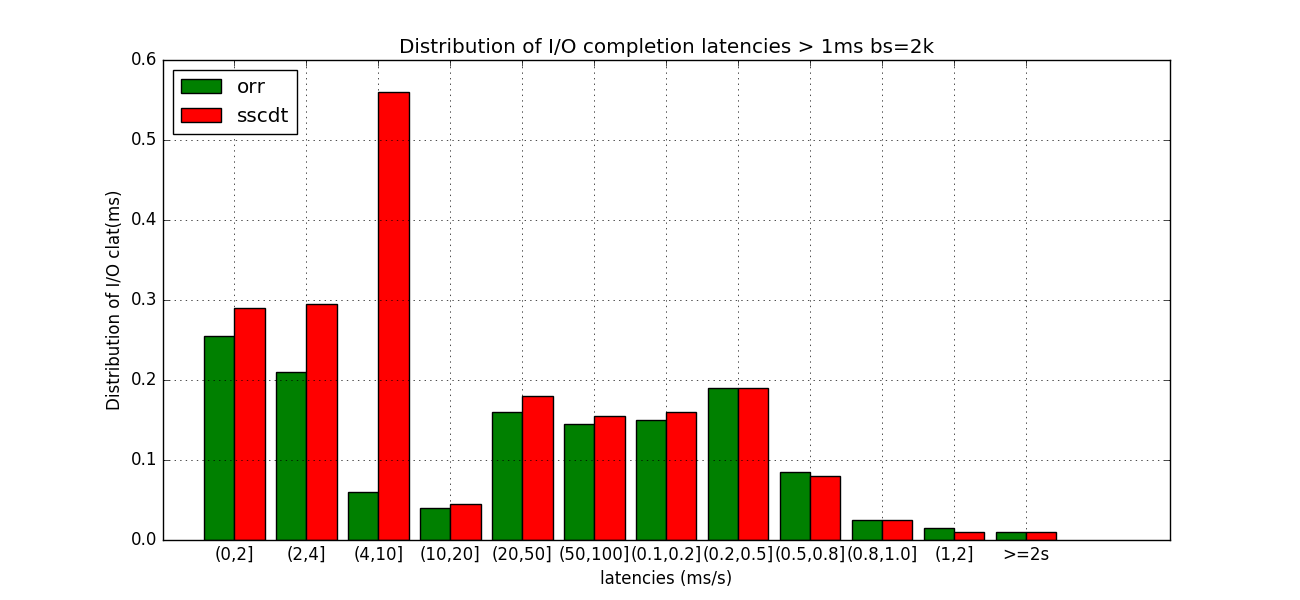 Distribution of I/O completion latencies > 1ms bs=2k
orr
sscdt
Distribution of I/O clat(ms)
0.6
0.5
0.4
0.3
0.2
0.1
0.0
(0,2] (2,4] (4,10] (10,20] (20,50] (50,100] (0.1,0.2] (0.2,0.5] (0.5,0.8] (0.8,1.0] (1,2] >=2s
latencies (ms/s)